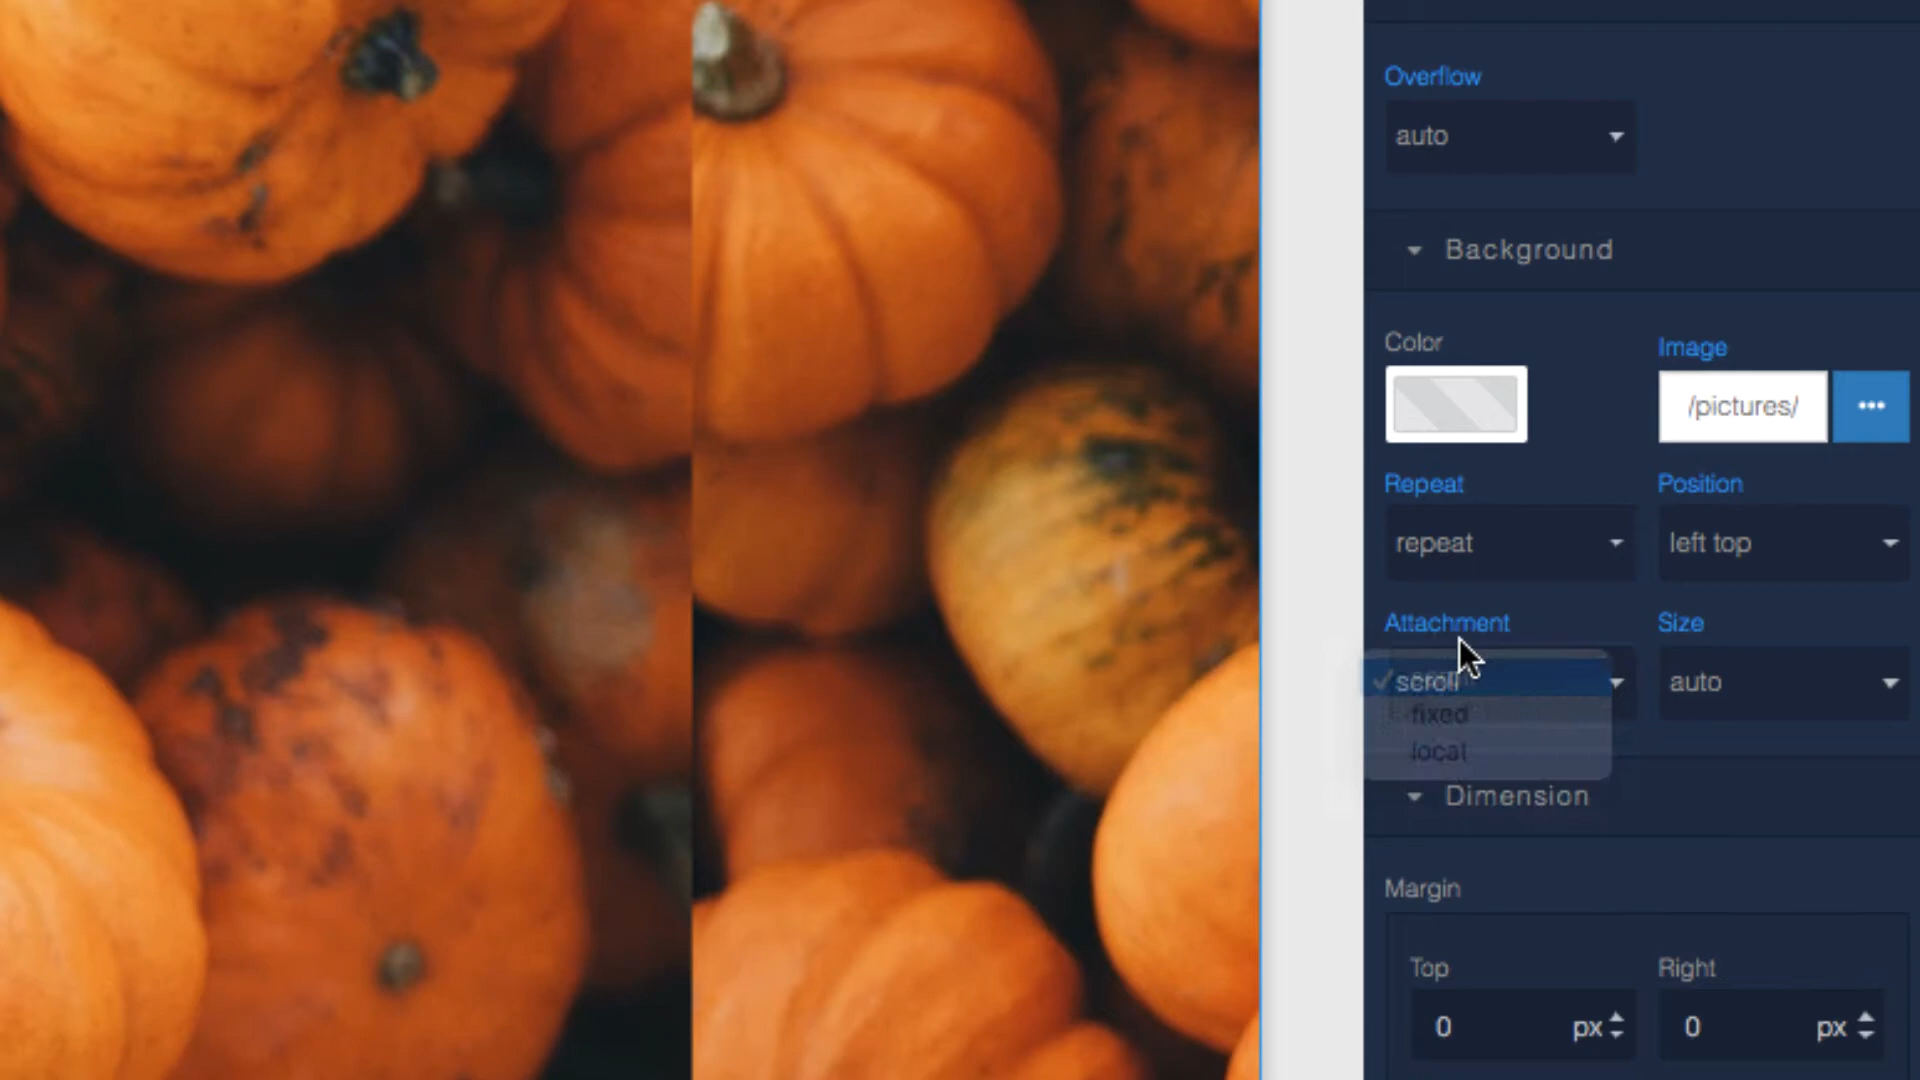 Overflow
auto
Background
Color
Image
/pictures/
Repeat
Position
repeat
left top
Attachment
Size
scroll
auto
fixed
local
Dimension
Margin
Top
Right
0 px
0 px